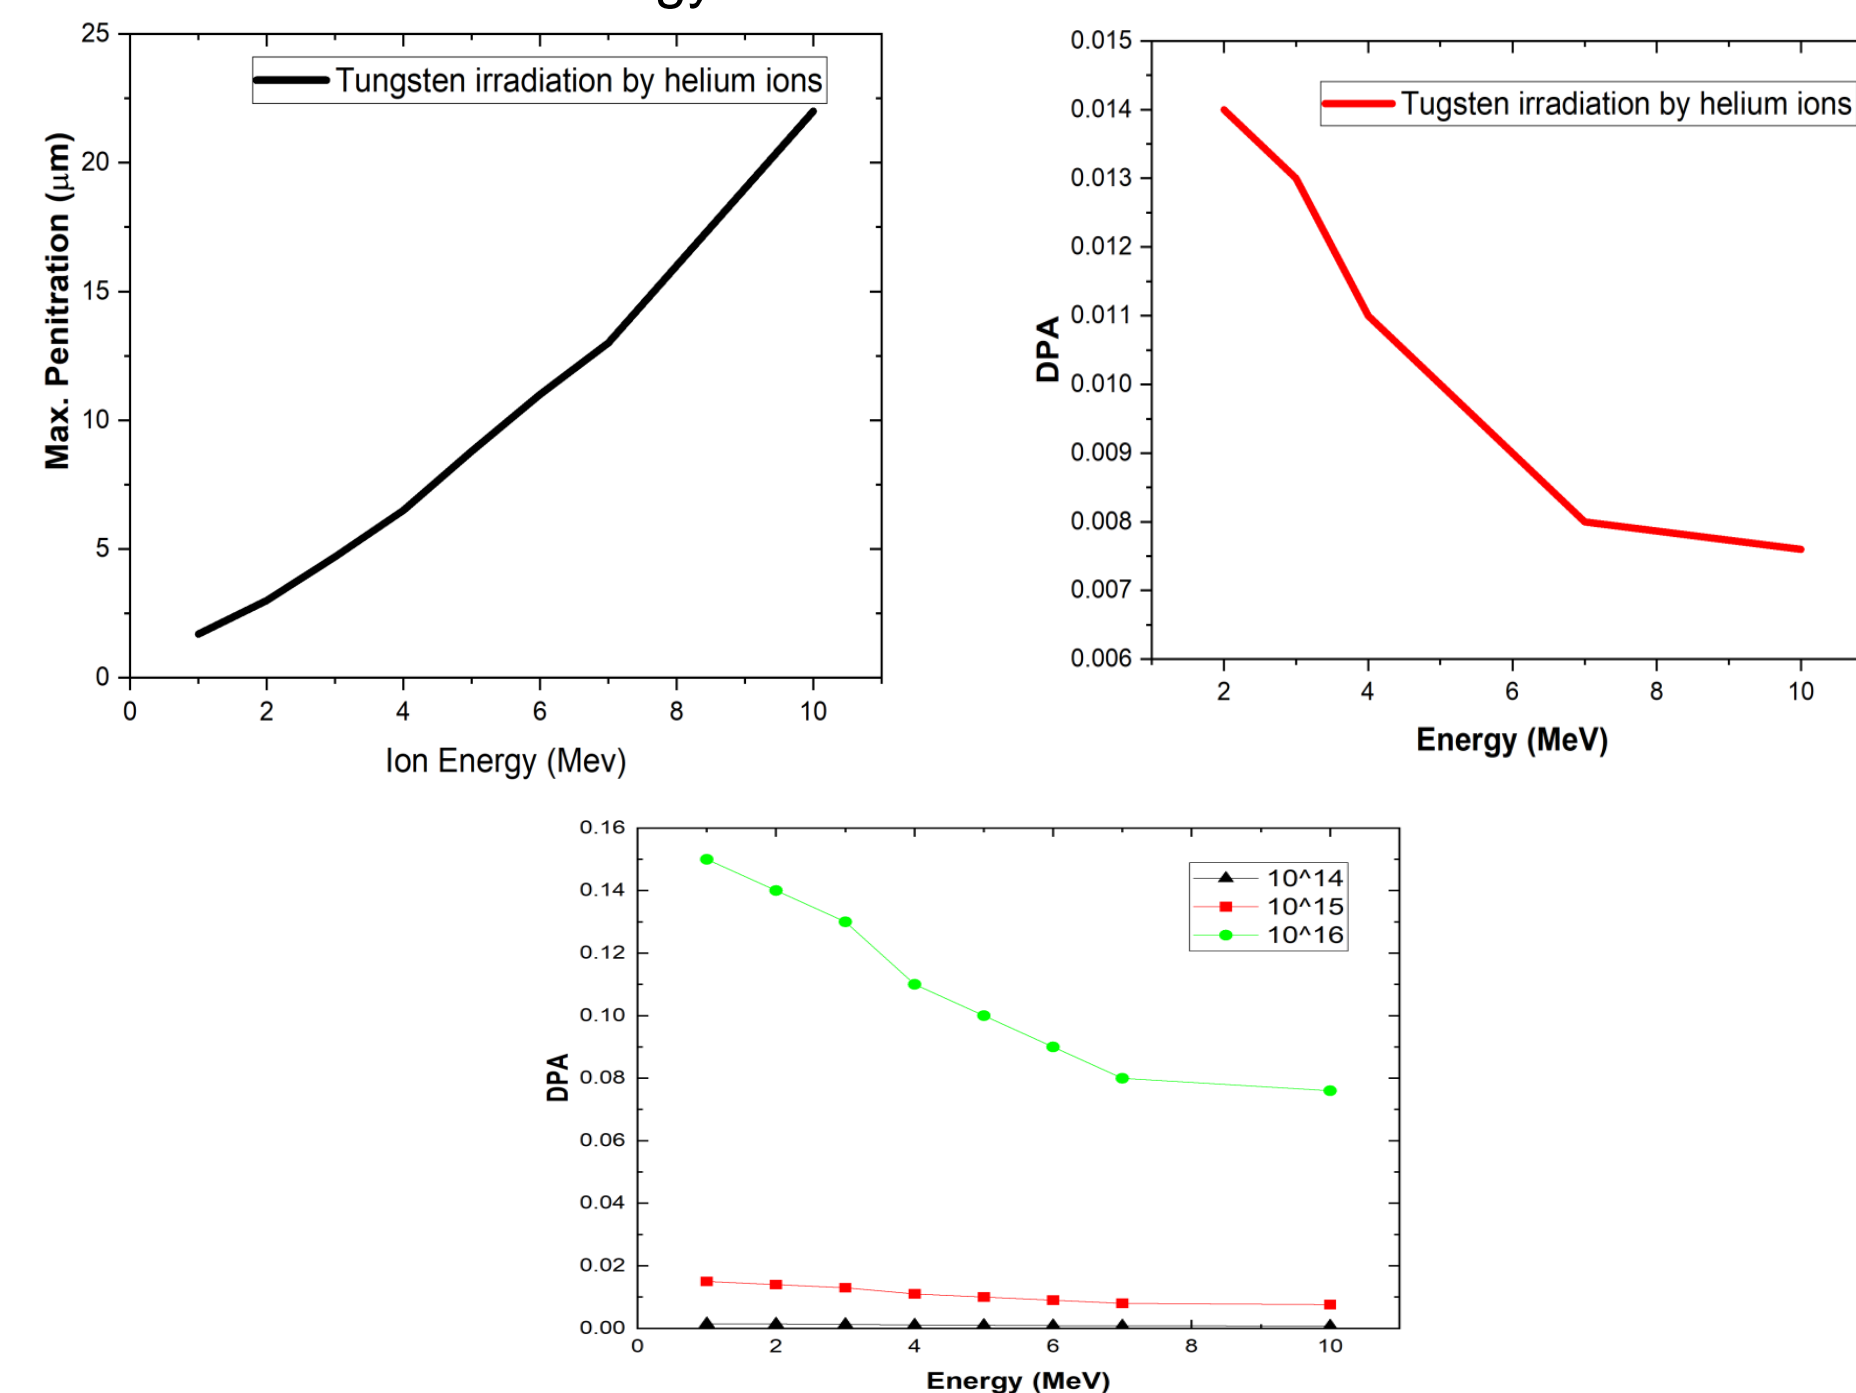 gy
25
20
15
10
5
0
0 2 4 6 8 10
Max. Penitration (μm)
Tungsten irradiation by helium ions
Ion Energy (Mev)
0.015
0.014
0.013
0.012
0.011
0.010
0.009
0.008
0.007
0.006
2 4 6 8 10
DPA
Tugsten irradiation by helium ions
Energy (MeV)
0.16
0.14
0.12
0.10
0.08
0.06
0.04
0.02
0.00
0 2 4 6 8 10
DPA
10^14
10^15
10^16
Energy (MeV)